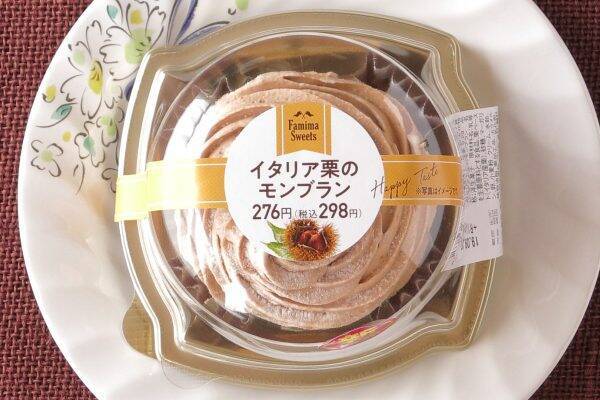 Famima
Sweets
イタリア栗の
モンブラン
276円(税込298円)
Happy Taste
※写真はイメージです。